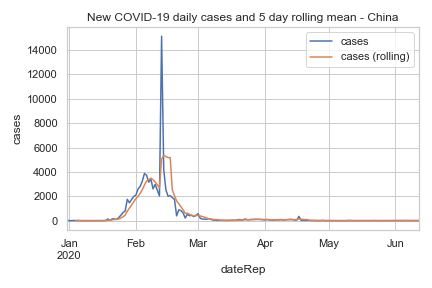 New COVID-19 daily cases and 5 day rolling mean - China
cases
cases (rolling)
14000
12000
10000
8000
6000
4000
2000
0
cases
Jan Feb Mar Apr May Jun
2020
dateRep